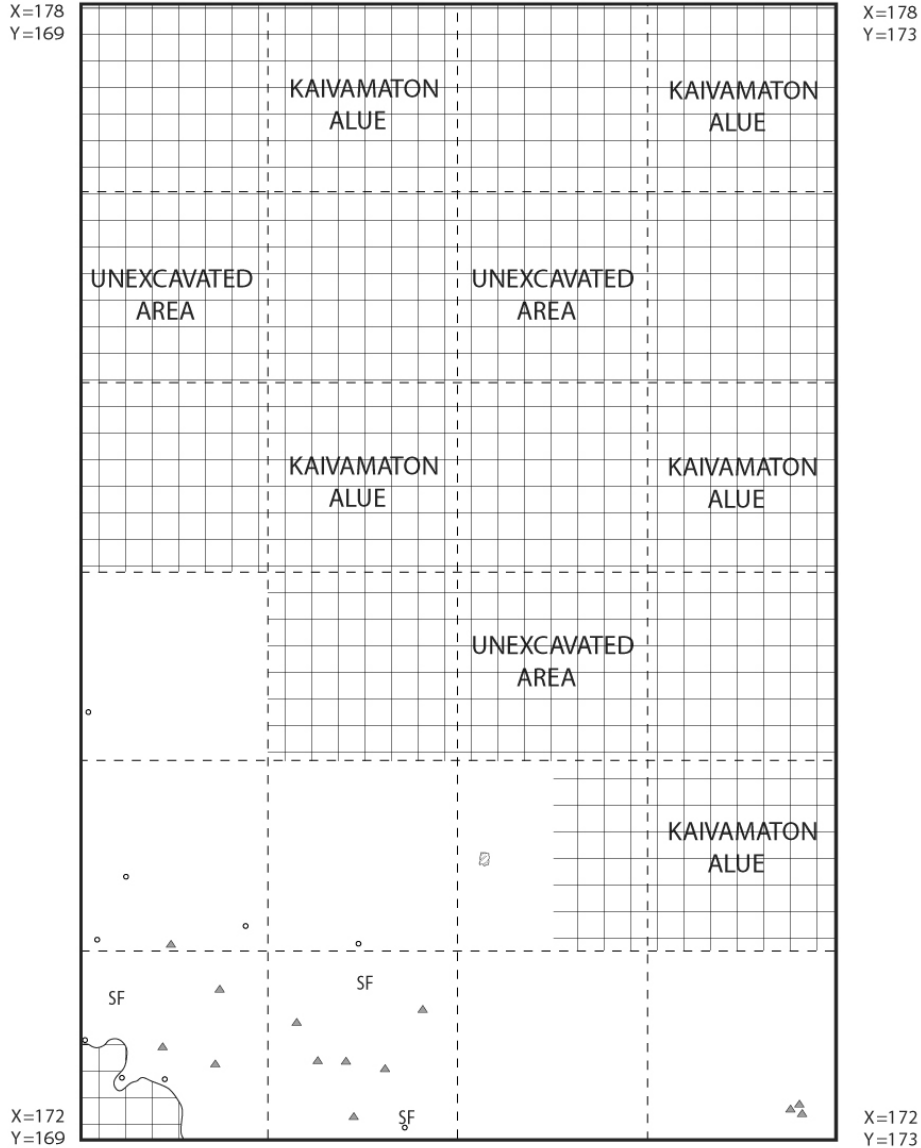 X=178
Y=169
X=178
Y=173
KAIVAMATON
ALUE
KAIVAMATON
ALUE
UNEXCAVATED
AREA
UNEXCAVATED
AREA
KAIVAMATON
ALUE
KAIVAMATON
ALUE
UNEXCAVATED
AREA
KAIVAMATON
ALUE
SF
SF
SF
X=172
Y=169
X=172
Y=173